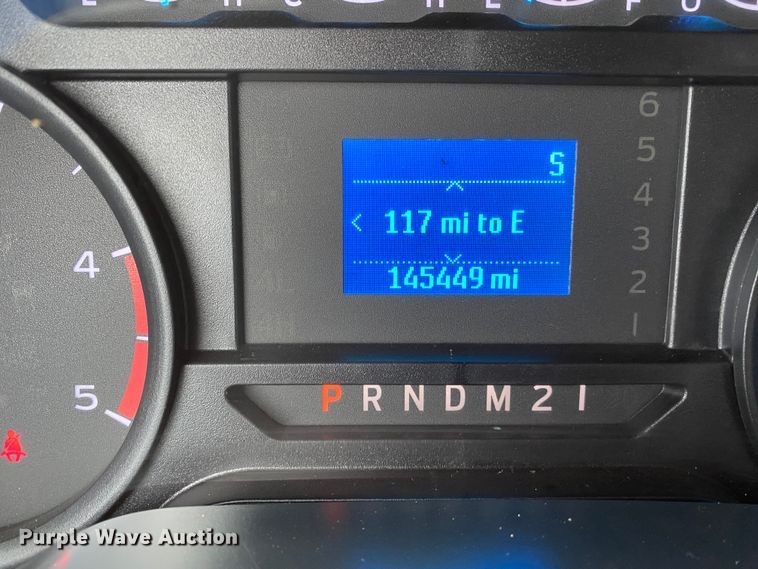 E H C H E F O
6
S
5
4
117 mi to E
3
4
145449 mi
2
1
P R N D M 2 1
5
Purple Wave Auction